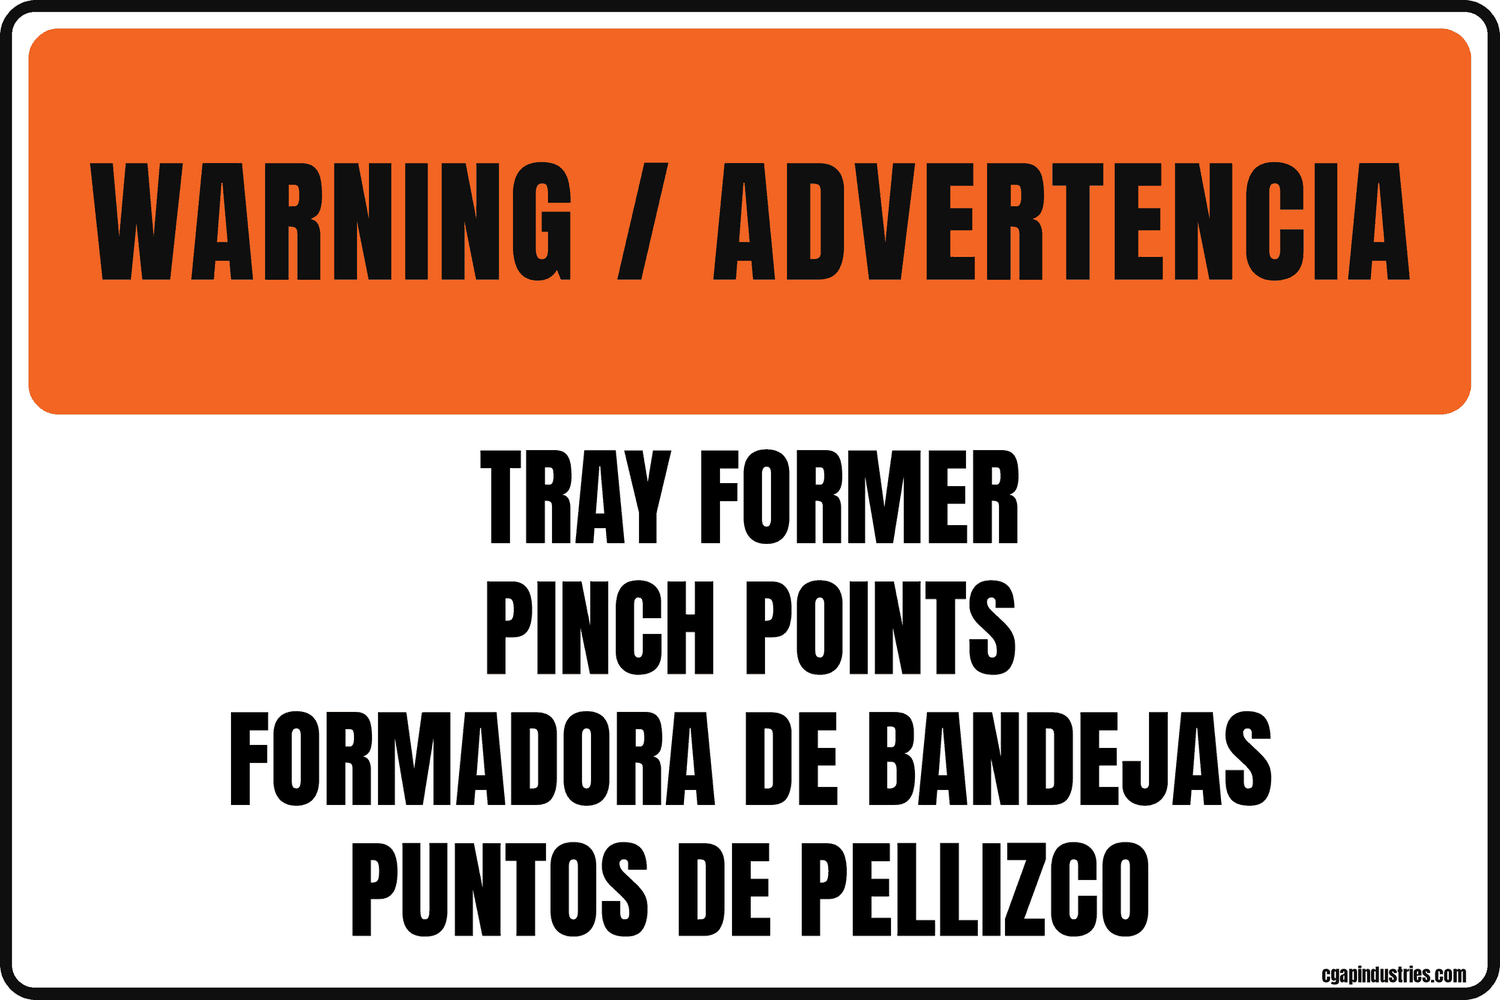 WARNING / ADVERTENCIA
TRAY FORMER
PINCH POINTS
FORMADORA DE BANDEJAS
PUNTOS DE PELLIZCO
cgapindustries.com